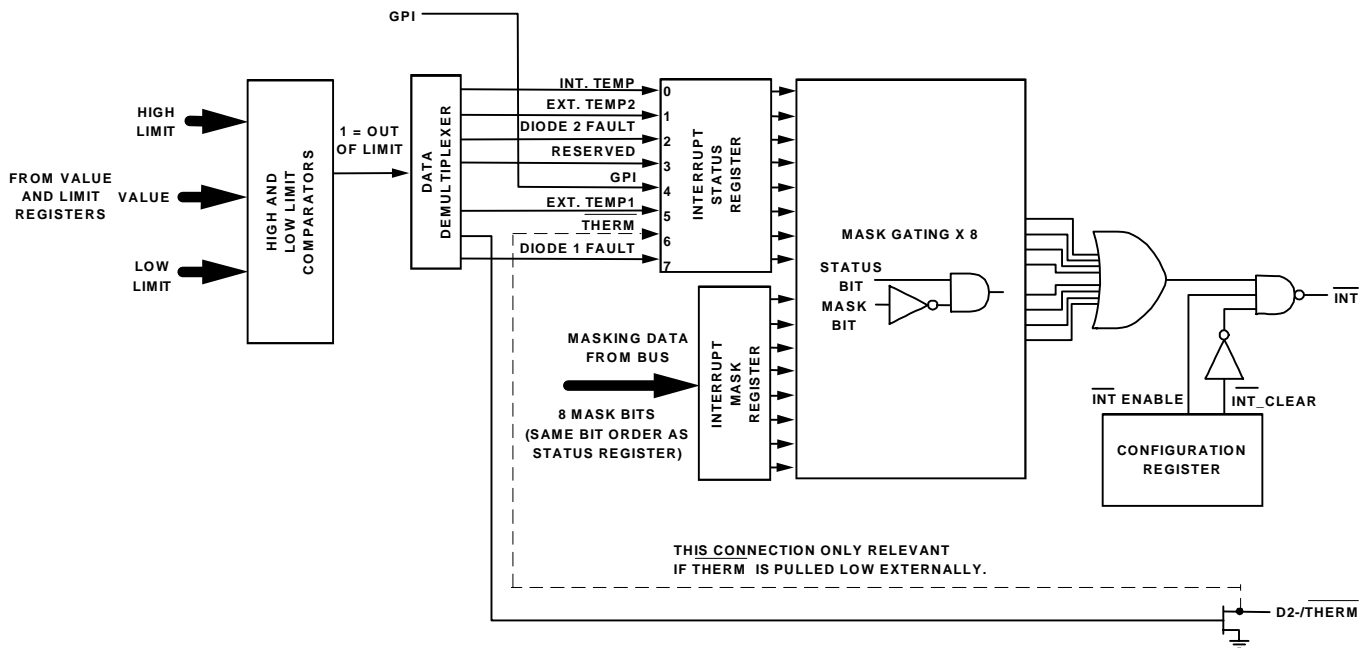 GPI
HIGH
LIMIT
FROM VALUE
AND LIMIT
REGISTERS
VALUE
LOW
LIMIT
HIGH AND
LOW LIMIT
COMPARATORS
1 = OUT
OF LIMIT
DATA
DEMULTIPLEXER
INT. TEMP
EXT. TEMP2
DIODE 2 FAULT
RESERVED
GPI
EXT. TEMP1
THERM
DIODE 1 FAULT
0
1
2
3
4
5
6
7
INTERRUPT
STATUS
REGISTER
MASK GATING X 8
STATUS
BIT
MASK
BIT
MASKING DATA
FROM BUS
8 MASK BITS
(SAME BIT ORDER AS
STATUS REGISTER)
INTERRUPT
MASK
REGISTER
INT
INT ENABLE
INT_CLEAR
CONFIGURATION
REGISTER
THIS CONNECTION ONLY RELEVANT
IF THERM IS PULLED LOW EXTERNALLY.
D2-/THERM